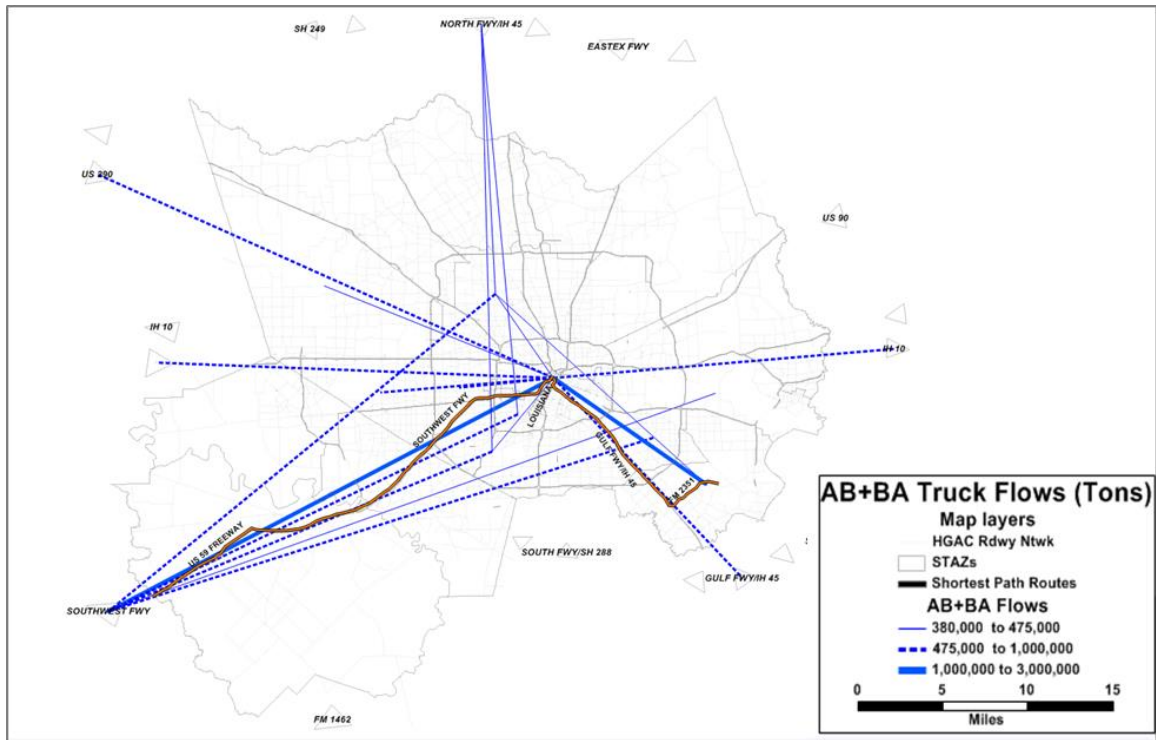 NORTH FWY/IH 45
SH 249
EASTEX FWY
US 290
US 90
IH 10
IH 10
SOUTHWEST FWY
LOUISIANA
GULF FWY/IH 45
FM 2351
US 59 FREEWAY
SOUTH FWY/SH 288
GULF FWY/IH 45
SOUTHWEST FWY
FM 1462
AB+BA Truck Flows (Tons)
Map layers
HGAC Rdwy Ntwk
STAZs
Shortest Path Routes
AB+BA Flows
380,000 to 475,000
475,000 to 1,000,000
1,000,000 to 3,000,000
0 5 10 15
Miles